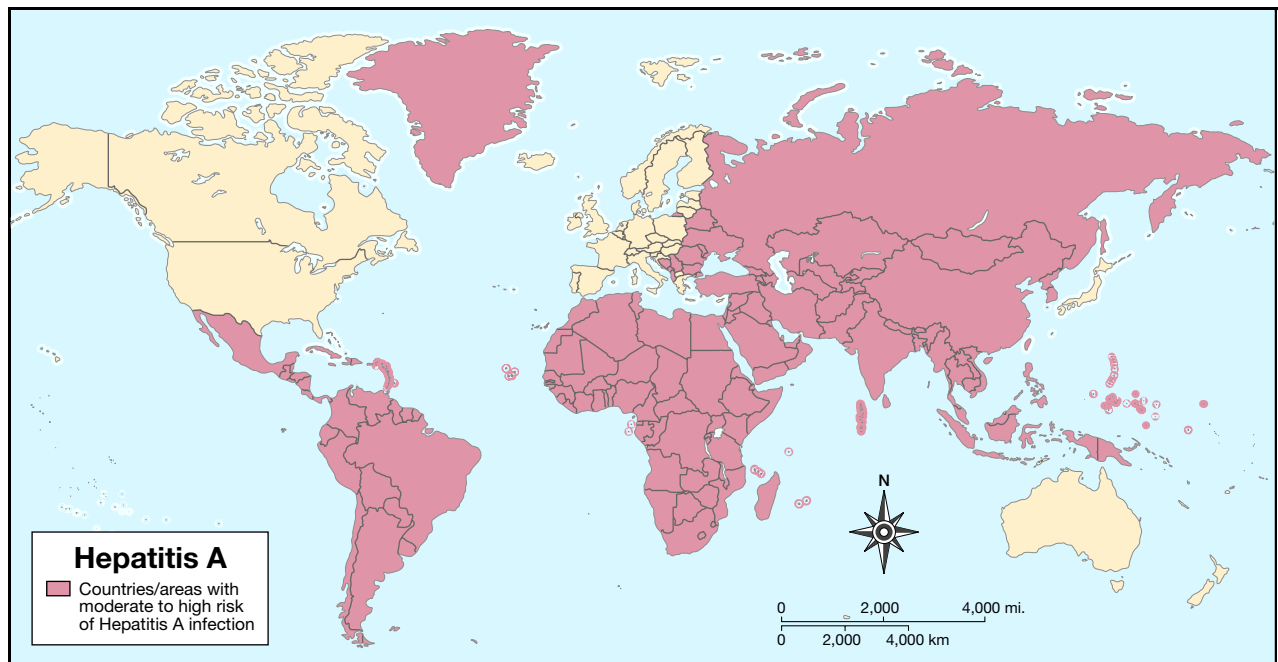 Hepatitis A
Countries/areas with
moderate to high risk
of Hepatitis A infection
N
0 2,000 4,000 mi.
0 2,000 4,000 km